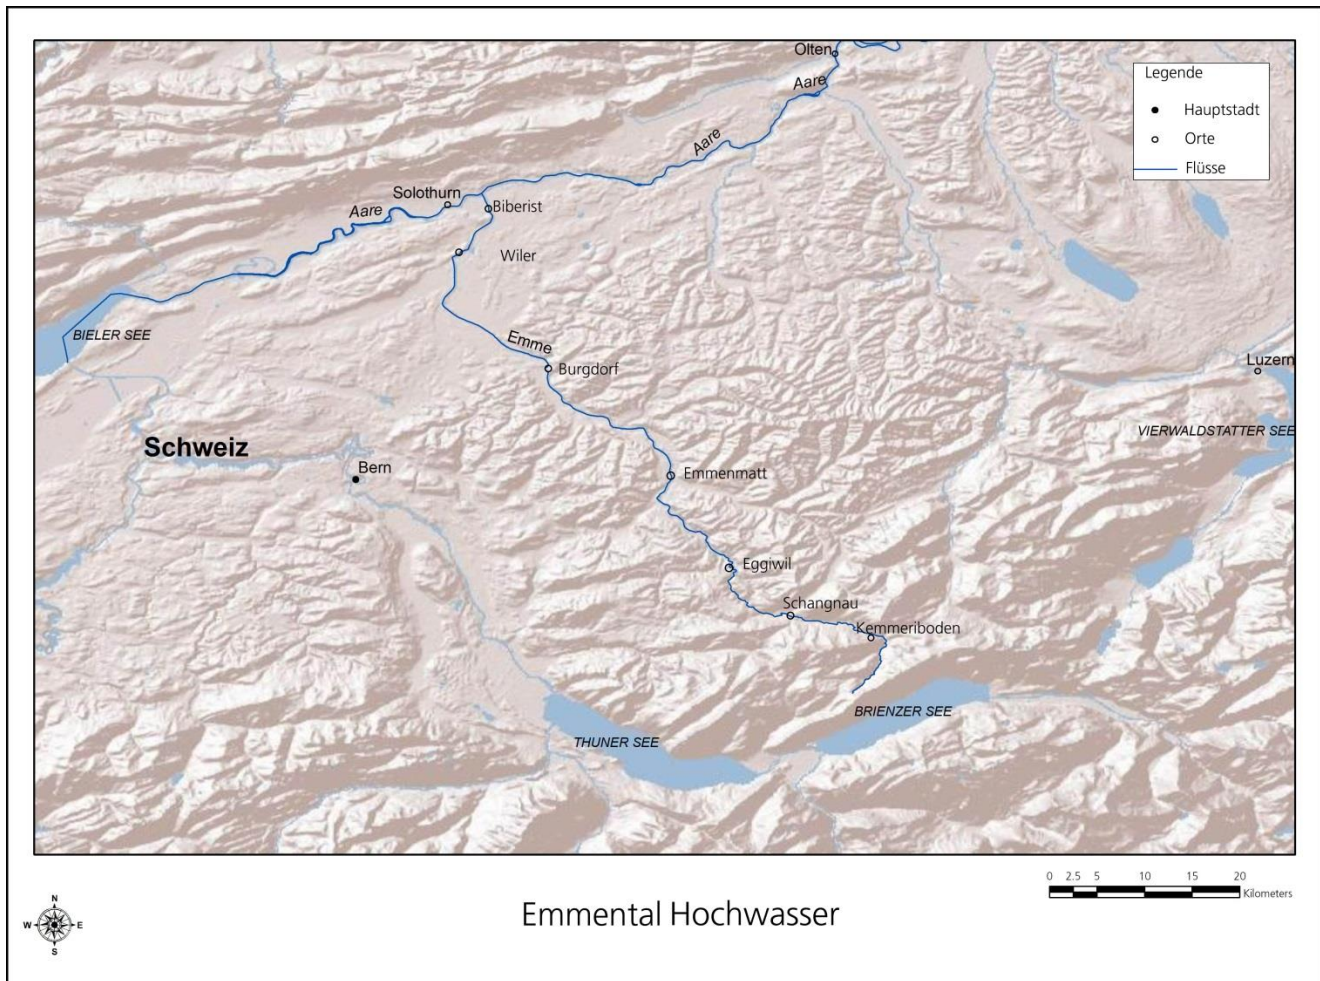 Olten
Aare
Legende
Hauptstadt
Orte
Flüsse
Aare
Solothurn
Biberist
Aare
Wiler
BIELER SEE
Emme
Burgdorf
Luzern
VIERWALDSTATTER SEE
Schweiz
Bern
Emmenmatt
Eggiwil
Schangnau
Kemmeriboden
BRIENZER SEE
THUNER SEE
0 2.5 5 10 15 20
Kilometers
N
W E
S
Emmental Hochwasser